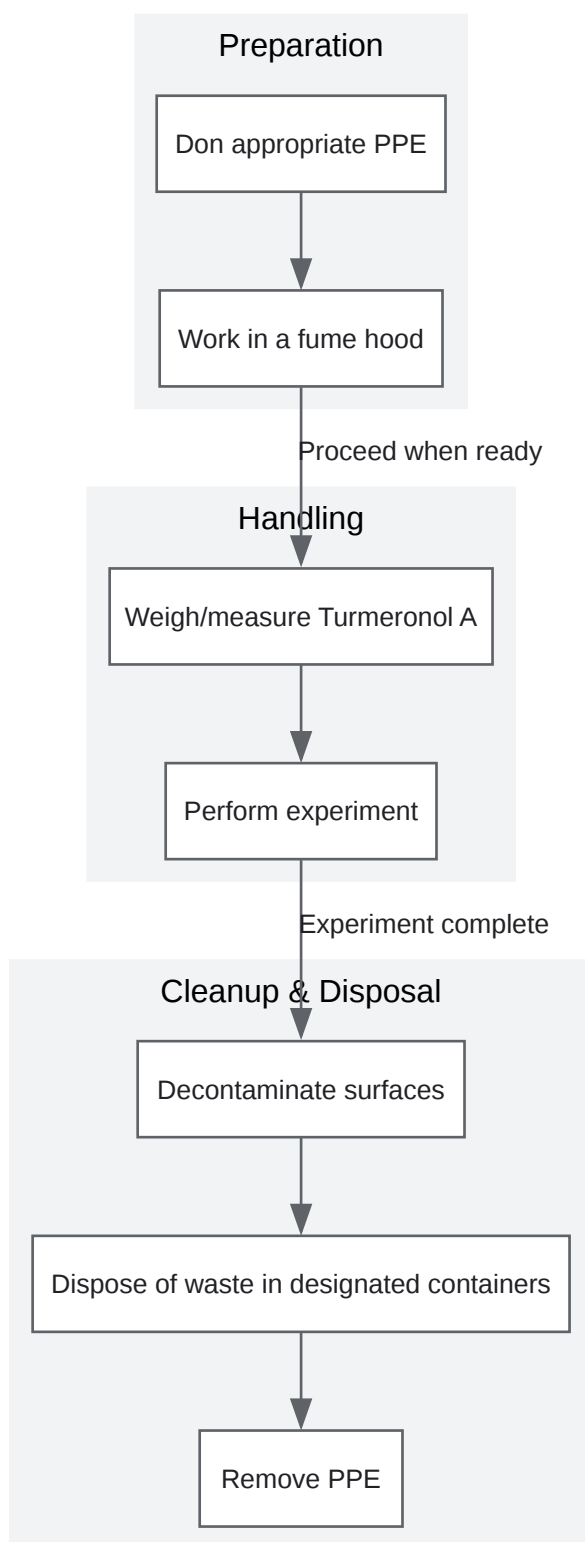 Preparation
Don appropriate PPE
Work in a fume hood
Proceed when ready
Handling
Weigh/measure Turmeronol A
Perform experiment
Experiment complete
Cleanup & Disposal
Decontaminate surfaces
Dispose of waste in designated containers
Remove PPE